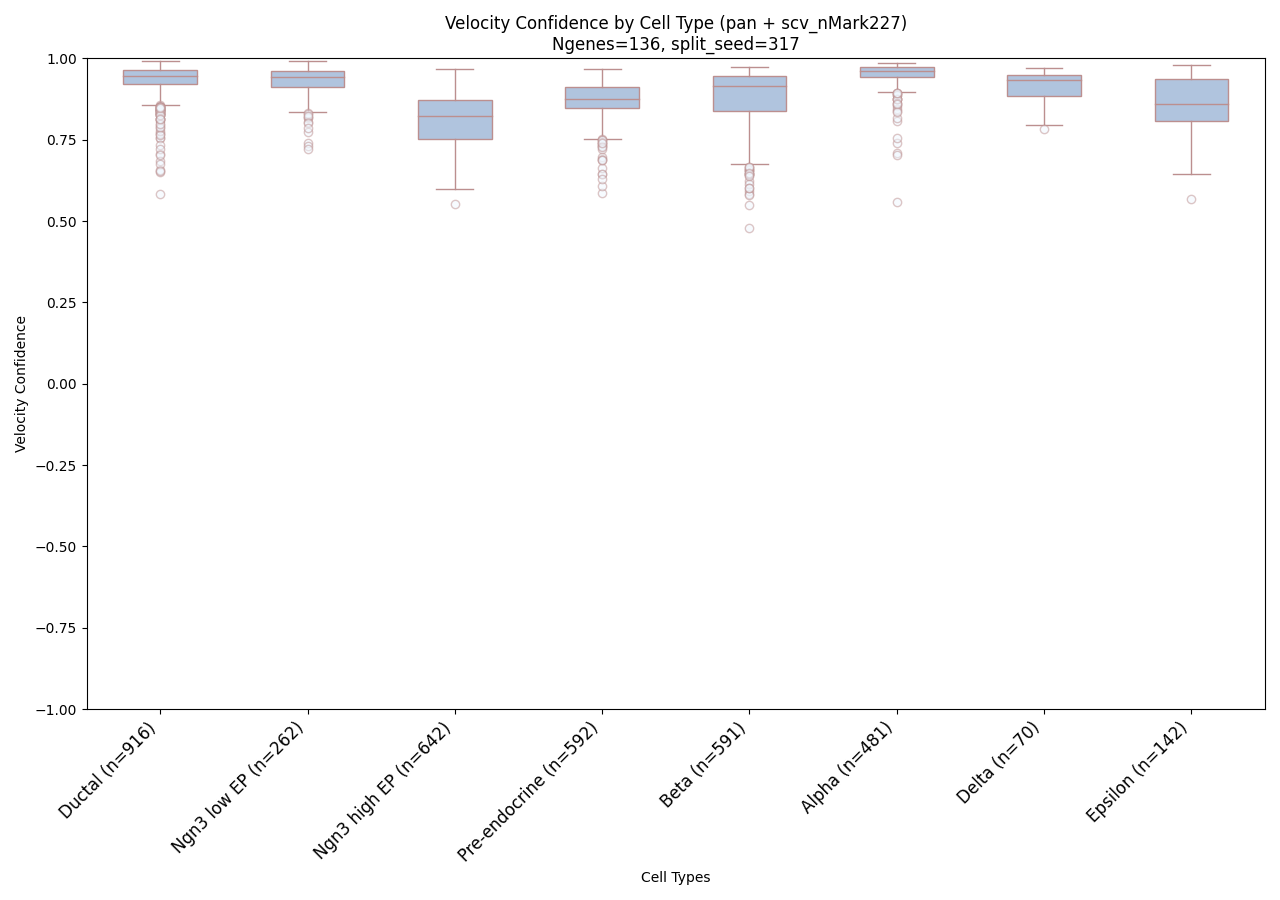 Velocity Confidence by Cell Type (pan + scv_nMark227)
Ngenes=136, split_seed=317
Velocity Confidence
1.00
0.75
0.50
0.25
0.00
−0.25
−0.50
−0.75
−1.00
Ductal (n=916)
Ngn3 low EP (n=262)
Ngn3 high EP (n=642)
Pre-endocrine (n=592)
Beta (n=591)
Alpha (n=481)
Delta (n=70)
Epsilon (n=142)
Cell Types